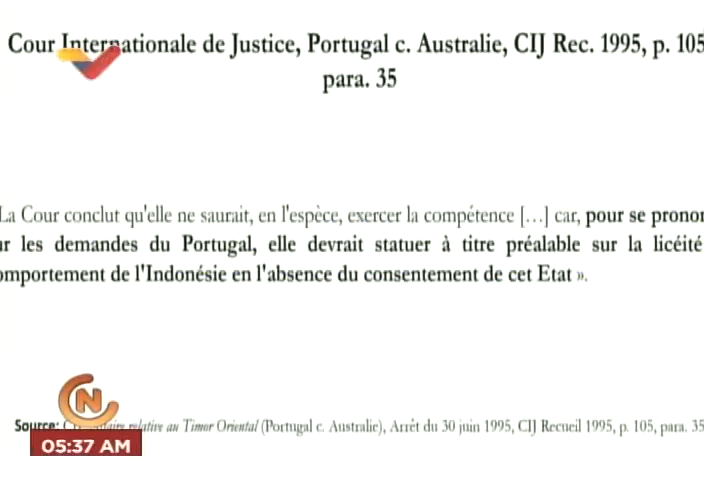 Cour Internationale de Justice, Portugal c. Australie, CIJ Rec. 1995, p. 105
para. 35
La Cour conclut qu'elle ne saurait, en l'espèce, exercer la compétence [...] car, pour se
les demandes du Portugal, elle devrait statuer à titre préalable sur la licéité
de l'Indonésie en l'absence du consentement de cet Etat ».
N
Source: relative au Timor Oriental (Portugal c. Australie), Arrêt du 30 juin 1995, CIJ Recueil 1995, p. 105, para. 35
05:37 AM